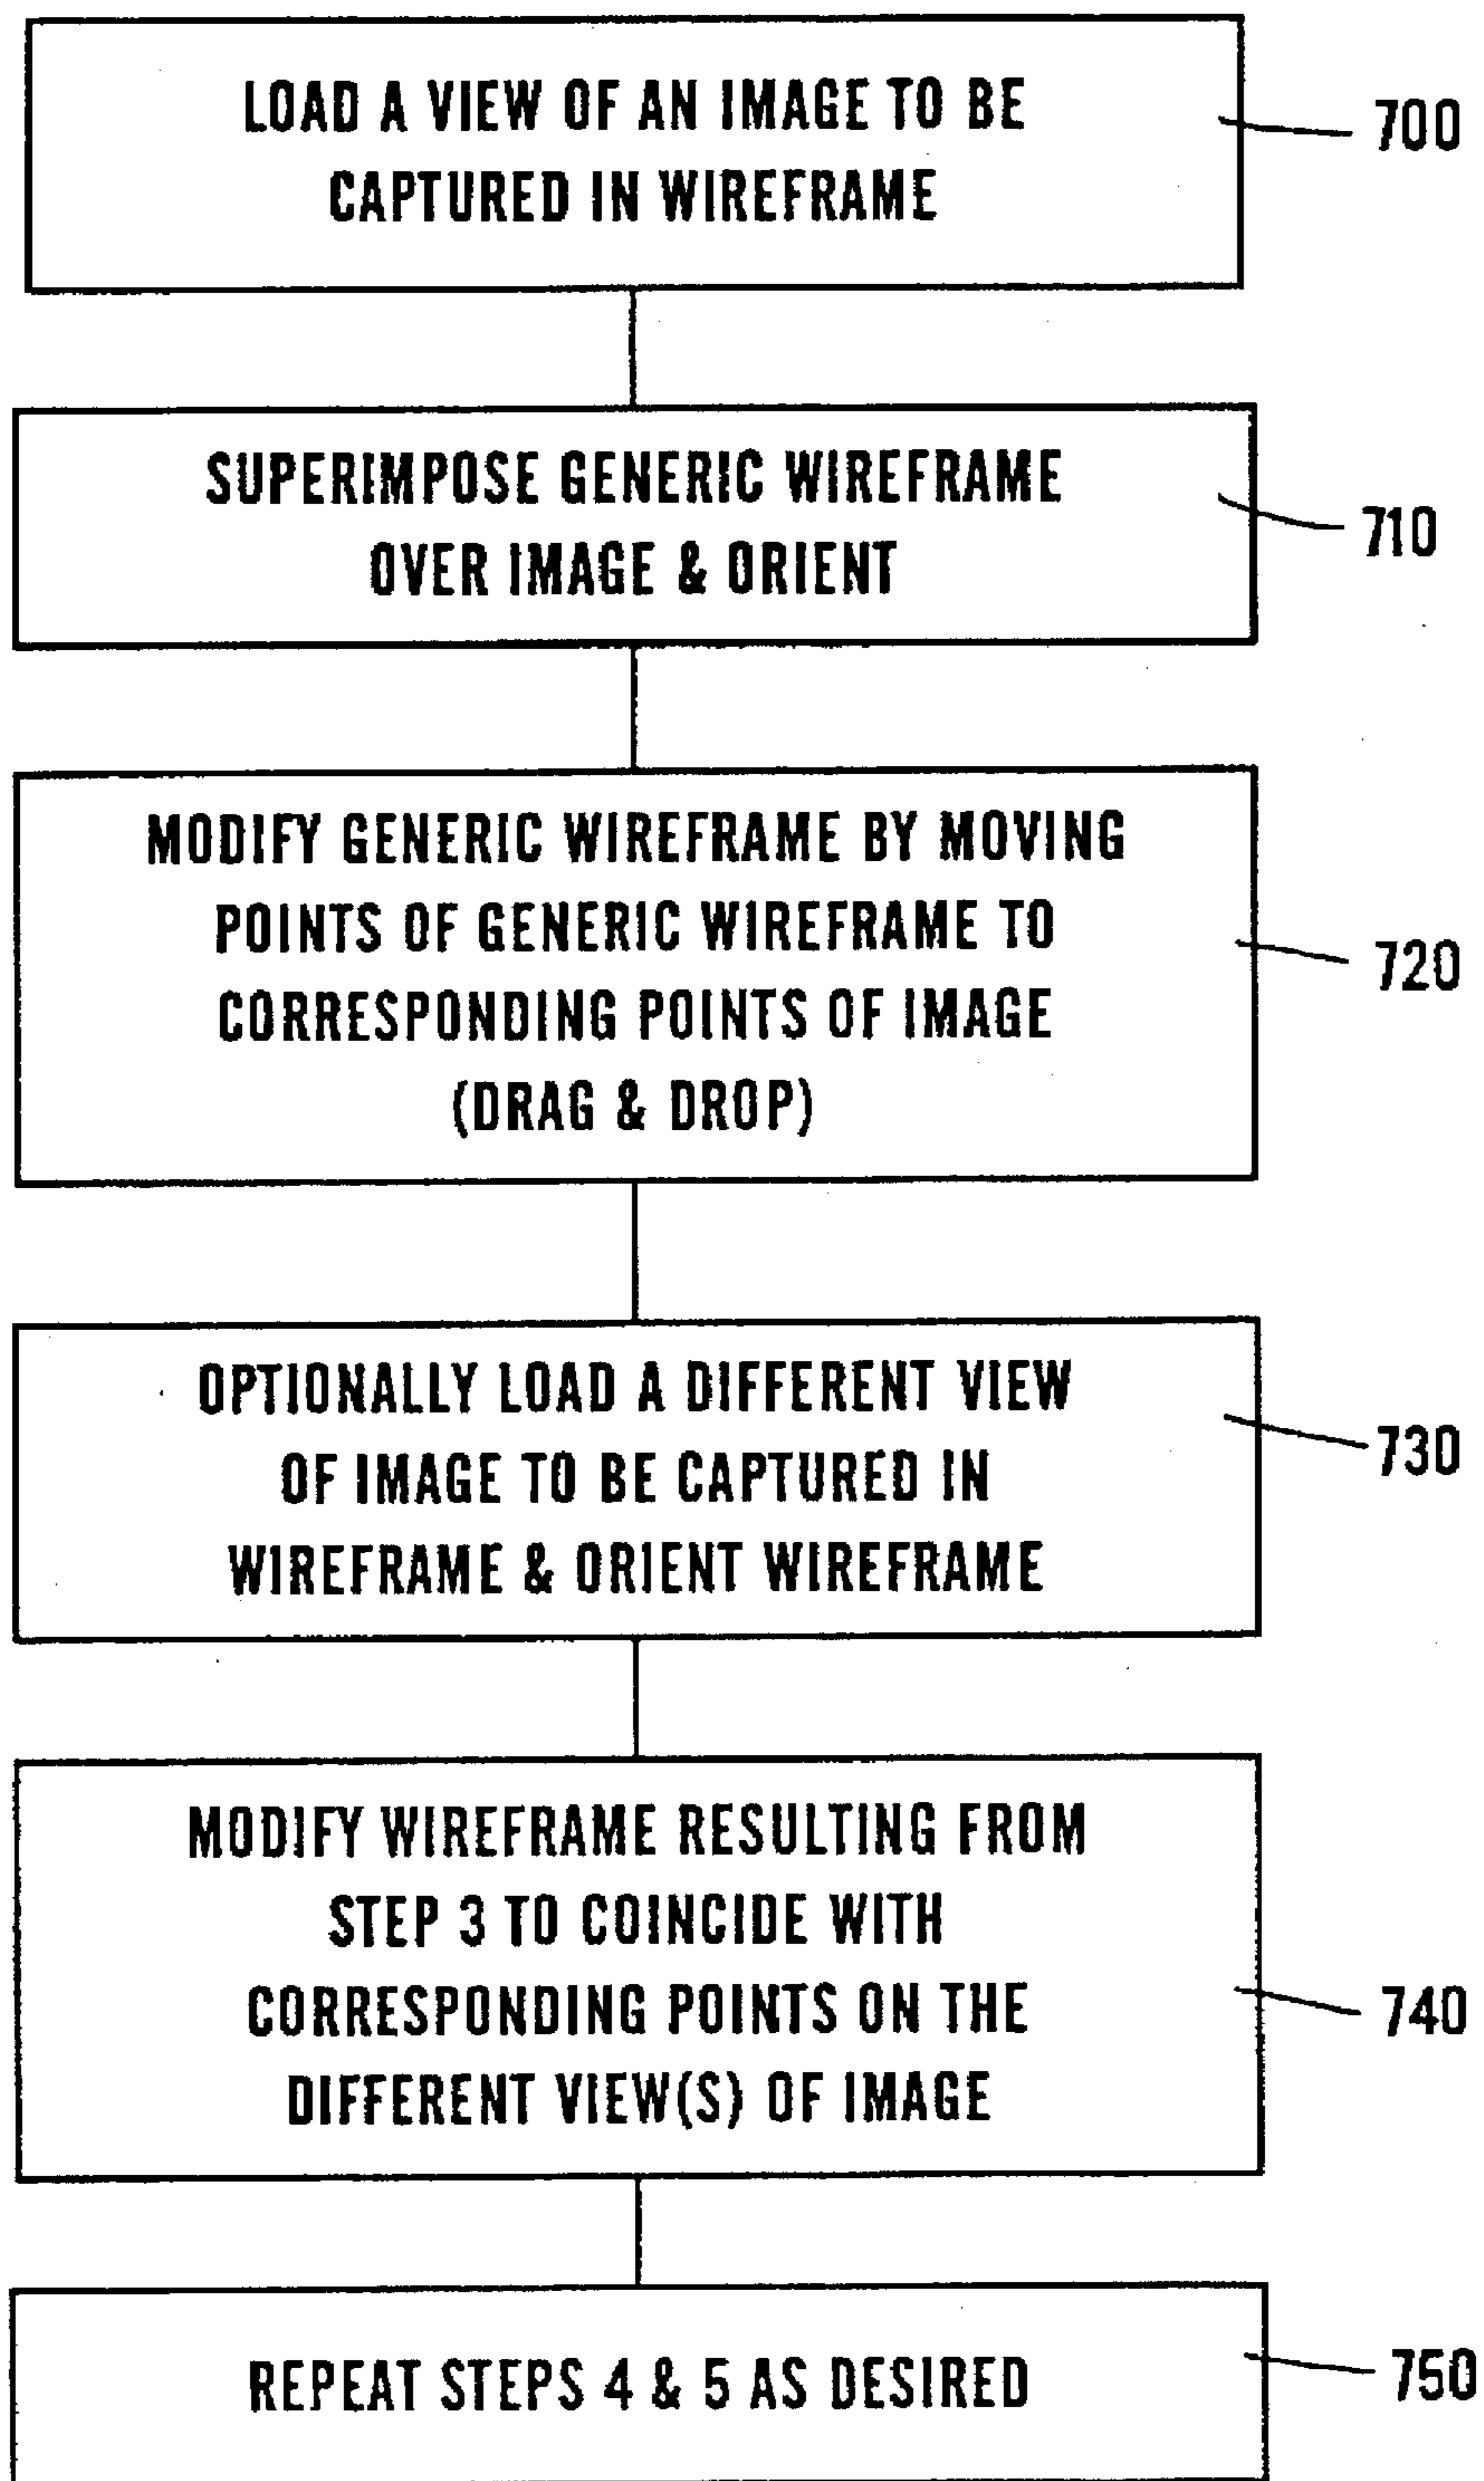 LOAD A VIEW OF AN IMAGE TO BE
CAPTURED IN WIREFRAME
700
SUPERIMPOSE GENERIC WIREFRAME
OVER IMAGE & ORIENT
710
MODIFY GENERIC WIREFRAME BY MOVING
POINTS OF GENERIC WIREFRAME TO
CORRESPONDING POINTS OF IMAGE
(DRAG & DROP)
720
OPTIONALLY LOAD A DIFFERENT VIEW
OF IMAGE TO BE CAPTURED IN
WIREFRAME & ORIENT WIREFRAME
730
MODIFY WIREFRAME RESULTING FROM
STEP 3 TO COINCIDE WITH
CORRESPONDING POINTS ON THE
DIFFERENT VIEW(S) OF IMAGE
740
REPEAT STEPS 4 & 5 AS DESIRED
750